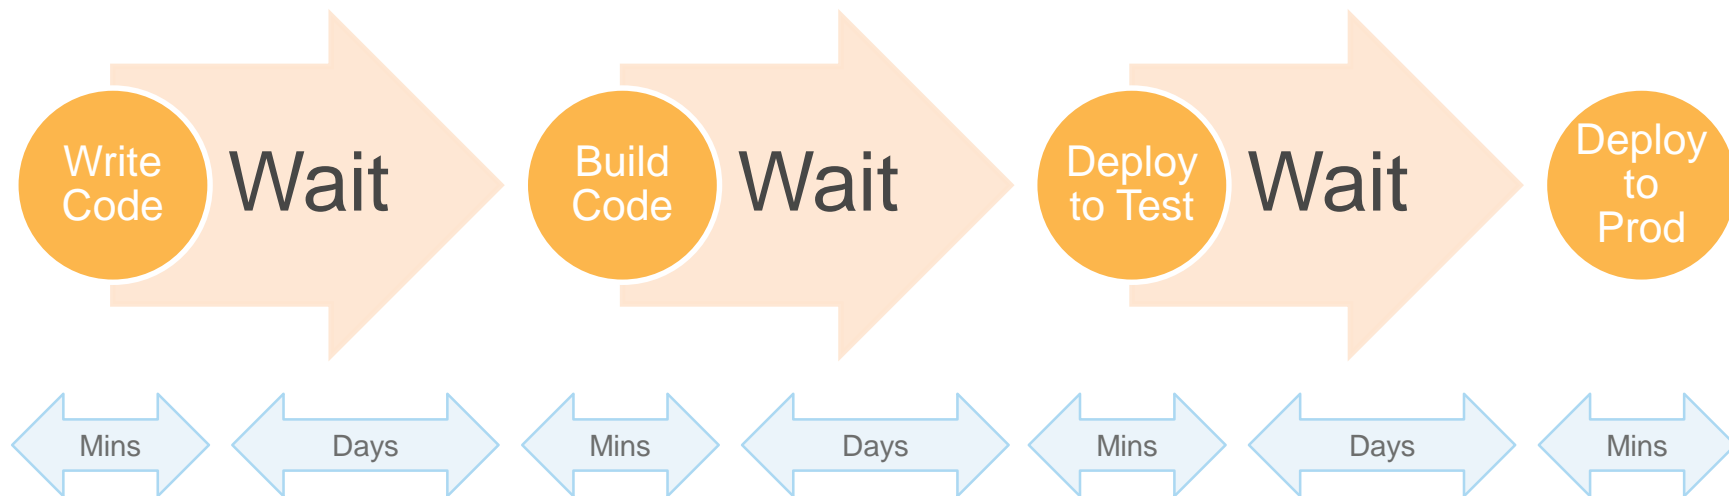 Write
Code
Wait
Build
Code
Wait
Deploy
to Test
Wait
Deploy
to
Prod
Mins
Days
Mins
Days
Mins
Days
Mins